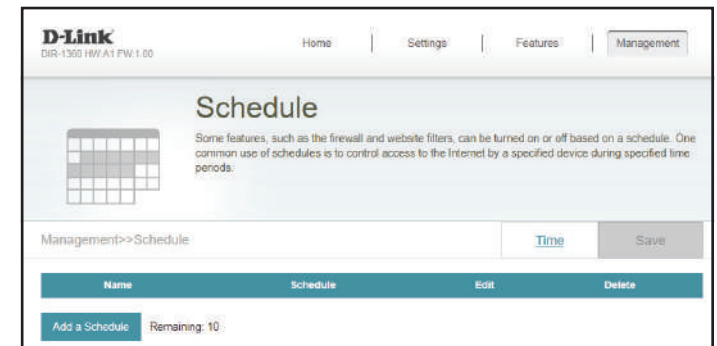 D-Link
DIR-1360 HW:A1 FW:1.00
Home | Settings | Features | Management
Schedule
Some features, such as the firewall and website filters, can be turned on or off based on a schedule. One
common use of schedules is to control access to the Internet by a specified device during specified time
periods.
Management>>Schedule
Time
Save
Name Schedule Edit Delete
Add a Schedule Remaining: 10